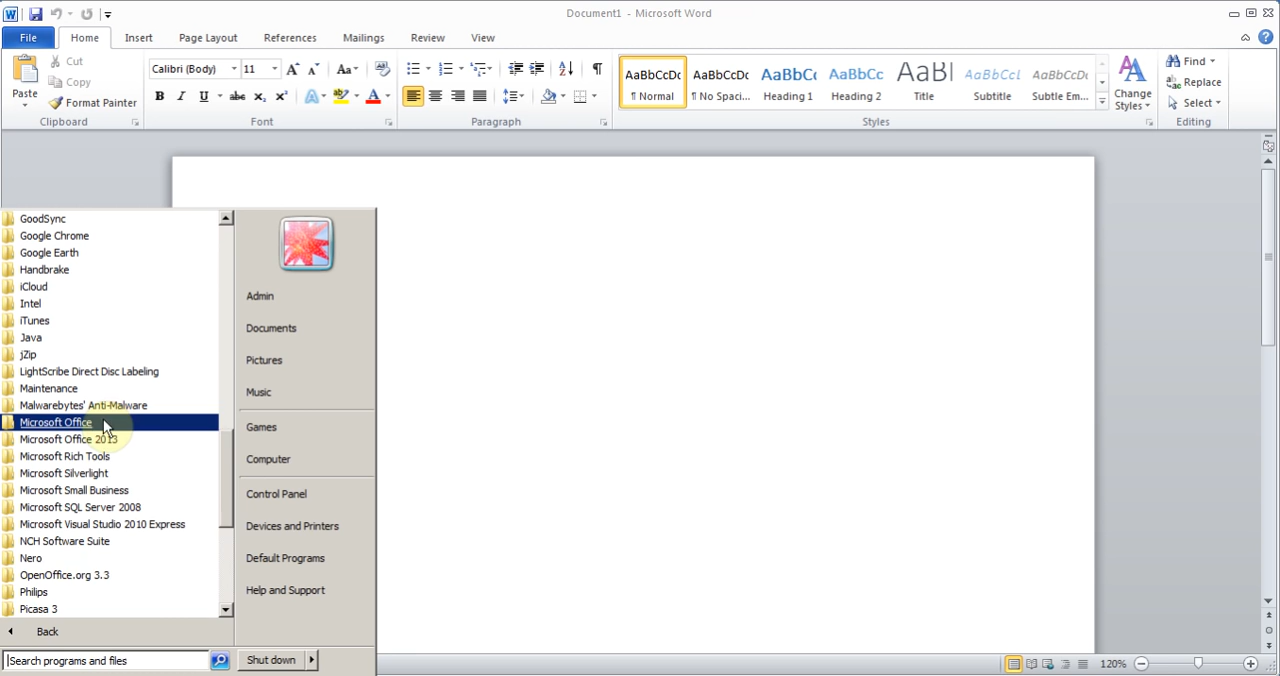 Document1 - Microsoft Word
File Home Insert Page Layout References Mailings Review View
Paste
Cut
Copy
Format Painter
Clipboard
Calibri (Body) 11
Font
Paragraph
AaBbCcDc AaBbCcDc AaBbCc AaBbCc AaBl AaBbCcL AaBbCcDc
¶ Normal ¶ No Spaci... Heading 1 Heading 2 Title Subtitle Subtle Em...
Change
Styles
Styles
Find
Replace
Select
Editing
GoodSync
Google Chrome
Google Earth
Handbrake
iCloud
Intel
iTunes
Java
jZip
LightScribe Direct Disc Labeling
Maintenance
Malwarebytes' Anti-Malware
Microsoft Office
Microsoft Office 2013
Microsoft Rich Tools
Microsoft Silverlight
Microsoft Small Business
Microsoft SQL Server 2008
Microsoft Visual Studio 2010 Express
NCH Software Suite
Nero
OpenOffice.org 3.3
Philips
Picasa 3
Back
Search programs and files
Admin
Documents
Pictures
Music
Games
Computer
Control Panel
Devices and Printers
Default Programs
Help and Support
Shut down
120%